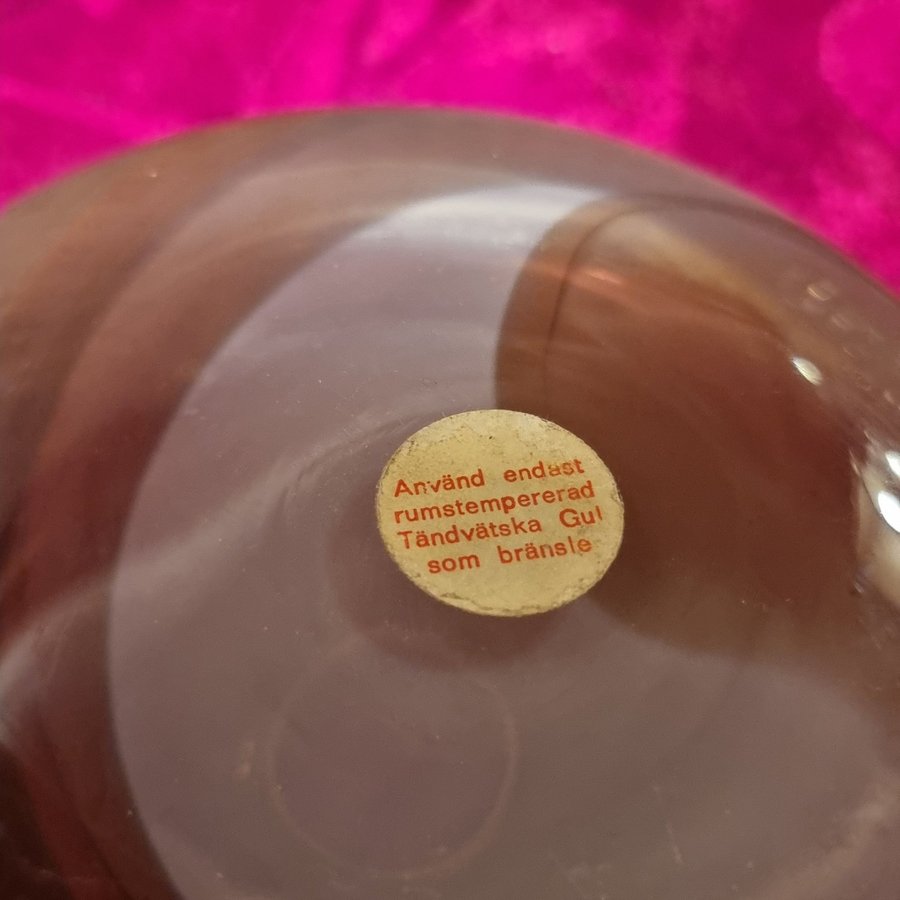 Använd endast
rumstempererad
Tändvätska Gul
som bränsle